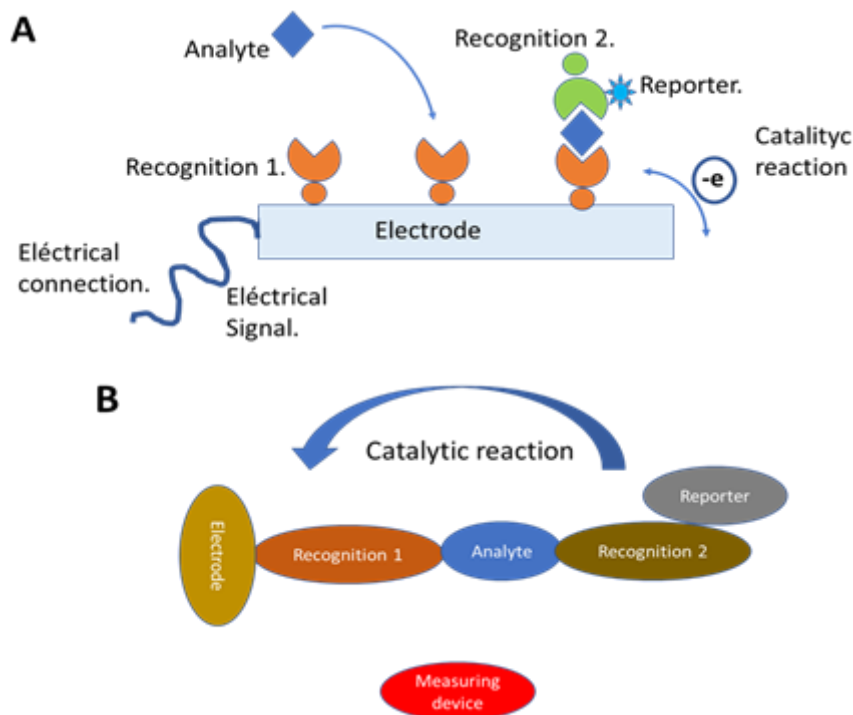 A
Analyte
Recognition 2.
Reporter.
Recognition 1.
Catalityc
reaction
-e
Electrode
Eléctrical
connection.
Eléctrical
Signal.
B
Catalytic reaction
Reporter
Electrode
Recognition 1
Analyte
Recognition 2
Measuring
device